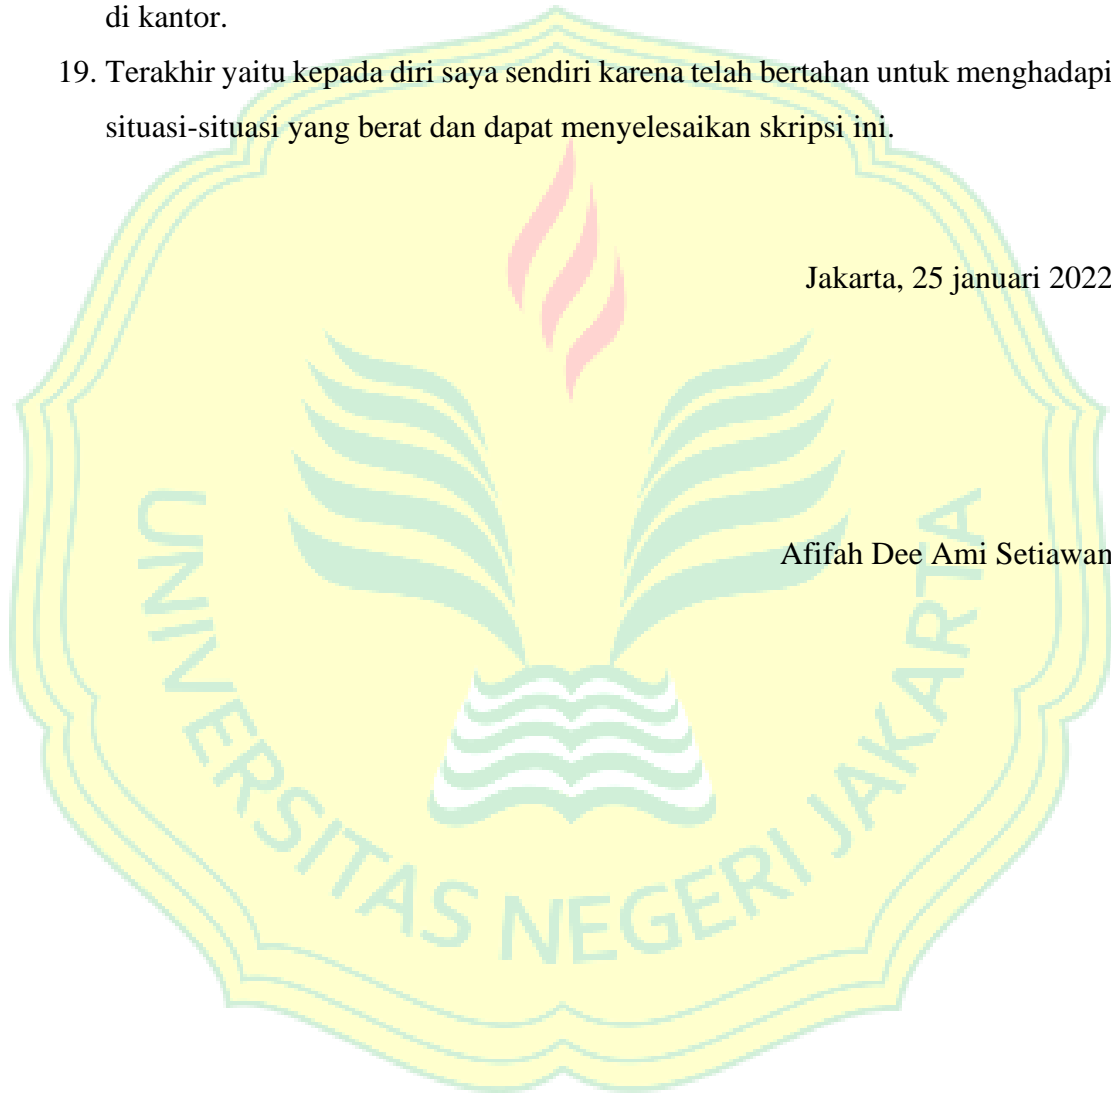 di kantor.
19. Terakhir yaitu kepada diri saya sendiri karena telah bertahan untuk menghadapi
situasi-situasi yang berat dan dapat menyelesaikan skripsi ini.
Jakarta, 25 januari 2022
Afifah Dee Ami Setiawan
UNIVERSITAS NEGERI JAKARTA